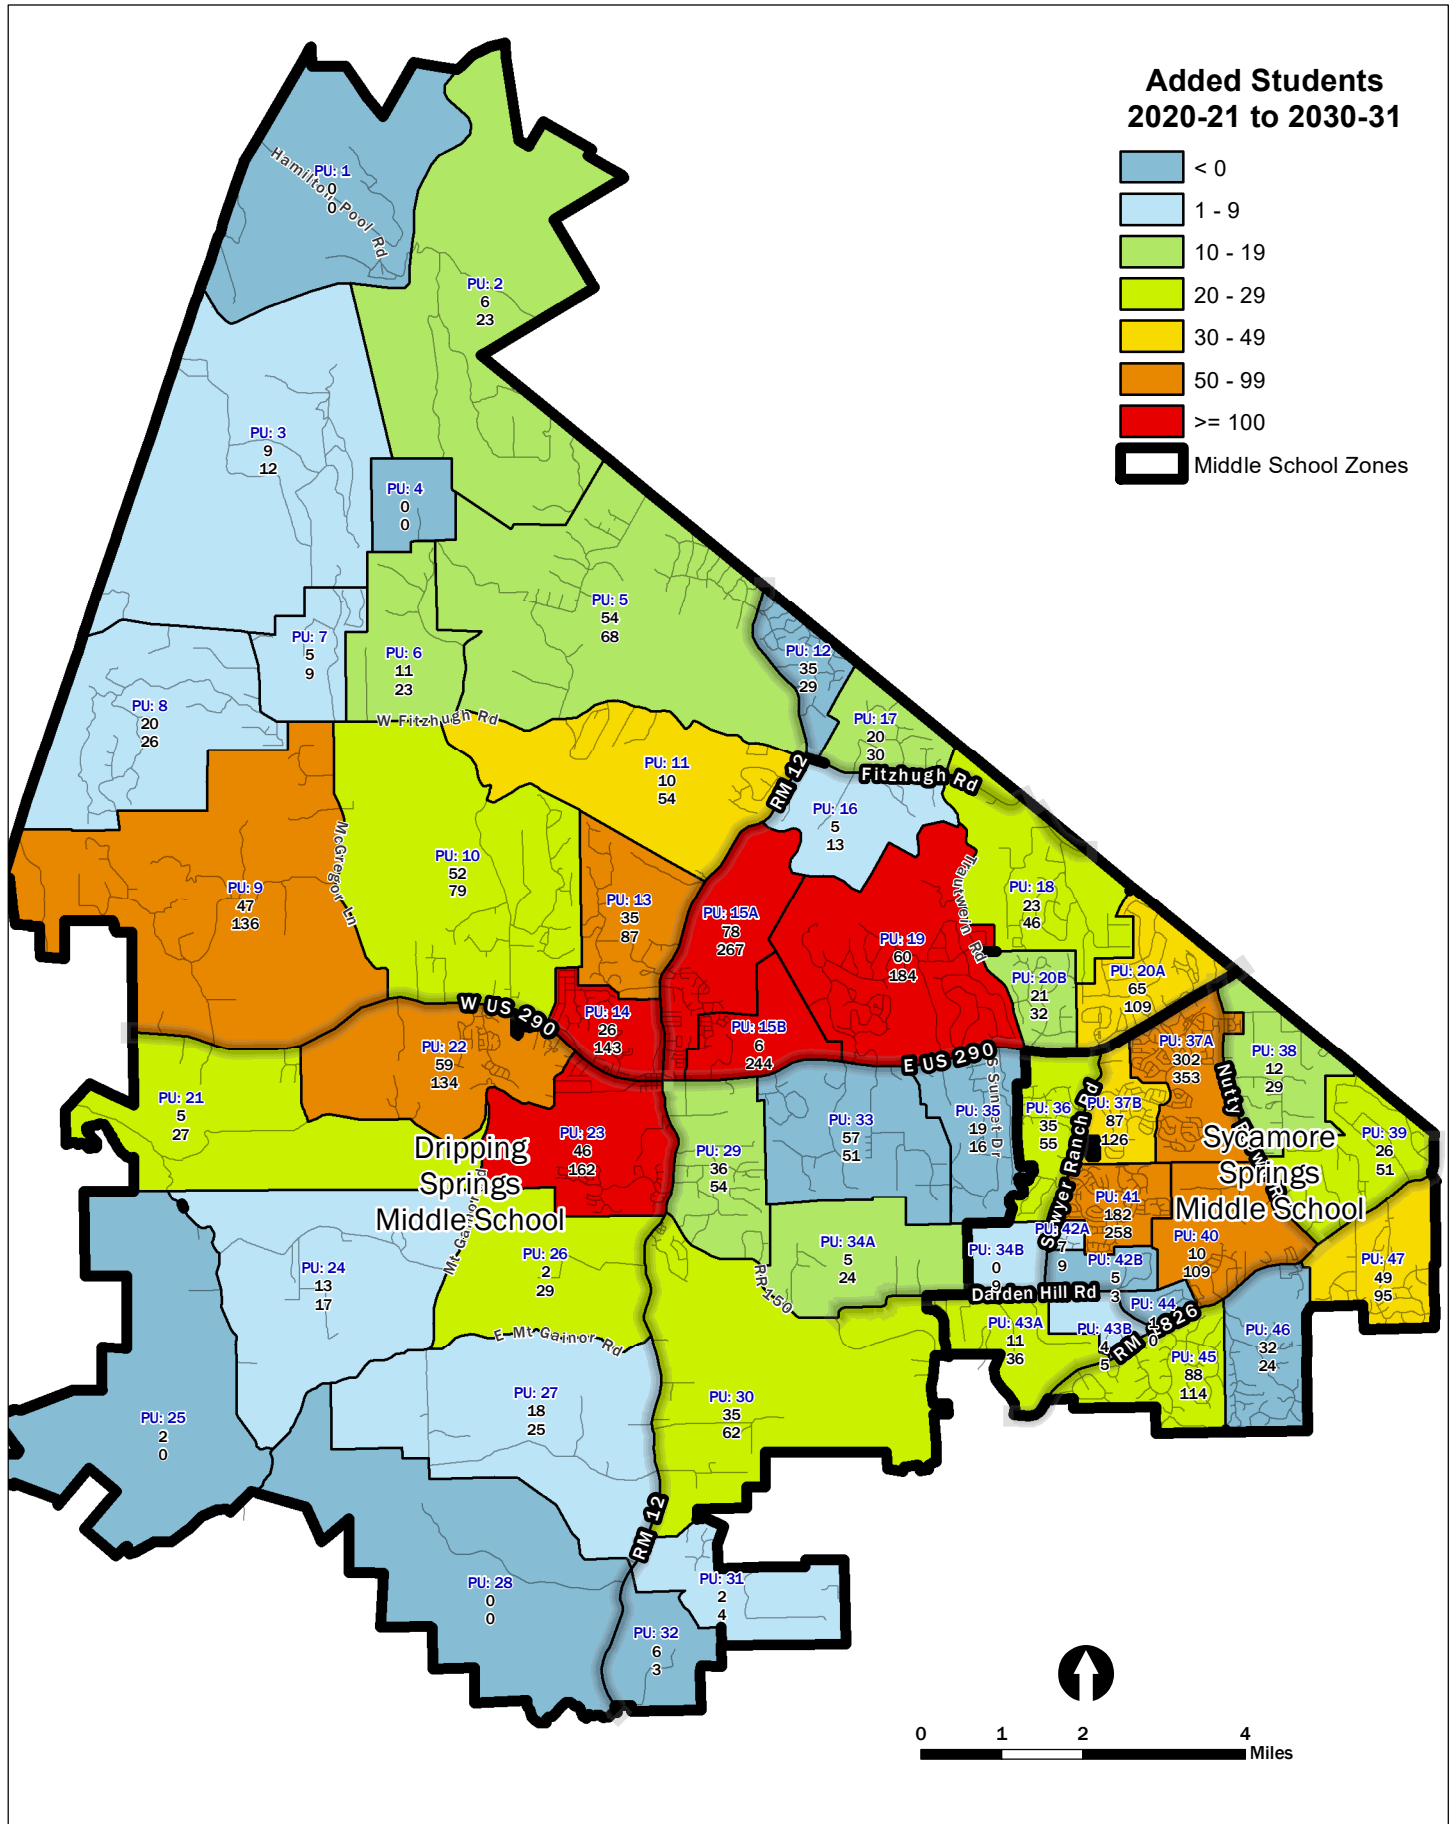 Added Students
2020-21 to 2030-31
< 0
1 - 9
10 - 19
20 - 29
30 - 49
50 - 99
>= 100
Middle School Zones
PU: 1
0
0
Hamilton Pool Rd
PU: 2
6
23
PU: 3
9
12
PU: 4
0
0
PU: 5
54
68
PU: 7
5
9
PU: 6
11
23
PU: 12
35
29
PU: 8
20
26
W Fitzhugh Rd
PU: 17
20
30
PU: 11
10
54
RM 12
Fitzhugh Rd
PU: 16
5
13
McGregor Ln
PU: 10
52
79
PU: 9
47
136
PU: 13
35
87
PU: 15A
78
267
PU: 19
60
184
Trautwein Rd
PU: 18
23
46
PU: 20B
21
32
PU: 20A
65
109
W US 290
PU: 14
26
143
PU: 15B
6
244
E US 290
PU: 22
59
134
PU: 37A
302
353
PU: 38
12
29
Nutty
PU: 21
5
27
PU: 23
46
162
PU: 29
36
54
PU: 33
57
51
PU: 35
19
16
S Sunset Dr
PU: 36
35
55
Sawyer Ranch Rd
PU: 37B
87
126
PU: 39
26
51
Dripping
Springs
Middle School
Sycamore
Springs
Middle School
Mt Gainor Rd
PU: 41
182
258
PU: 40
10
109
PU: 42A
7
9
PU: 34A
5
24
PU: 34B
0
9
PU: 42B
5
3
PU: 47
49
95
PU: 24
13
17
PU: 26
2
29
RR 150
Darden Hill Rd
PU: 44
1
0
PU: 43A
11
36
PU: 43B
4
5
RM 1826
PU: 46
32
24
E Mt Gainor Rd
PU: 45
88
114
PU: 27
18
25
PU: 30
35
62
PU: 25
2
0
RM 12
PU: 28
0
0
PU: 31
2
4
PU: 32
6
3
0 1 2 4
Miles